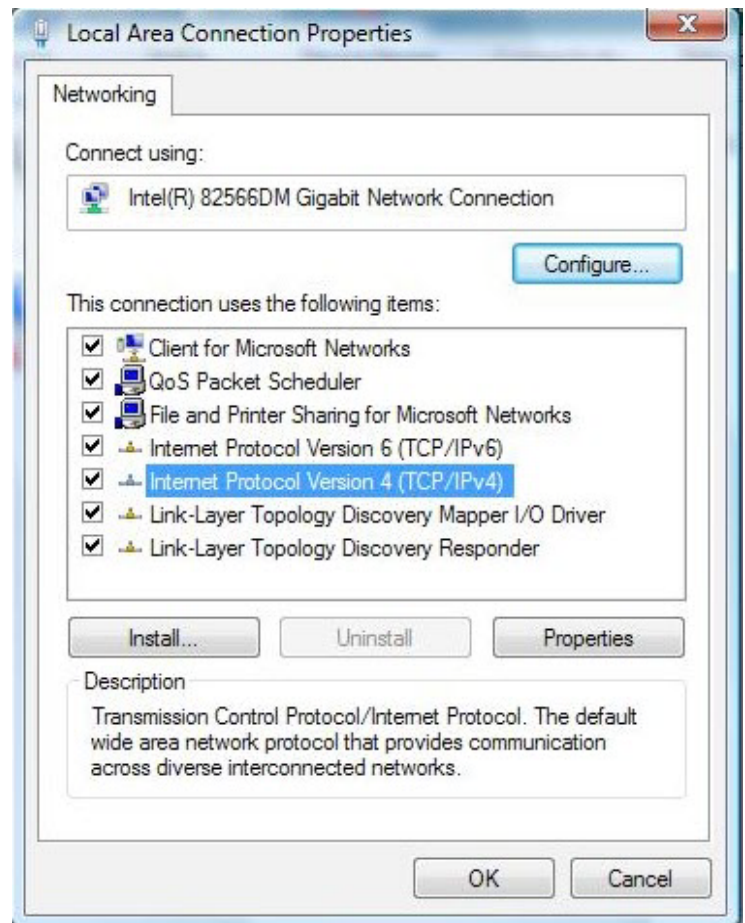 Local Area Connection Properties
Networking
Connect using:
Intel(R) 82566DM Gigabit Network Connection
Configure...
This connection uses the following items:
Client for Microsoft Networks
QoS Packet Scheduler
File and Printer Sharing for Microsoft Networks
Internet Protocol Version 6 (TCP/IPv6)
Internet Protocol Version 4 (TCP/IPv4)
Link-Layer Topology Discovery Mapper I/O Driver
Link-Layer Topology Discovery Responder
Install... Uninstall Properties
Description
Transmission Control Protocol/Internet Protocol. The default
wide area network protocol that provides communication
across diverse interconnected networks.
OK Cancel